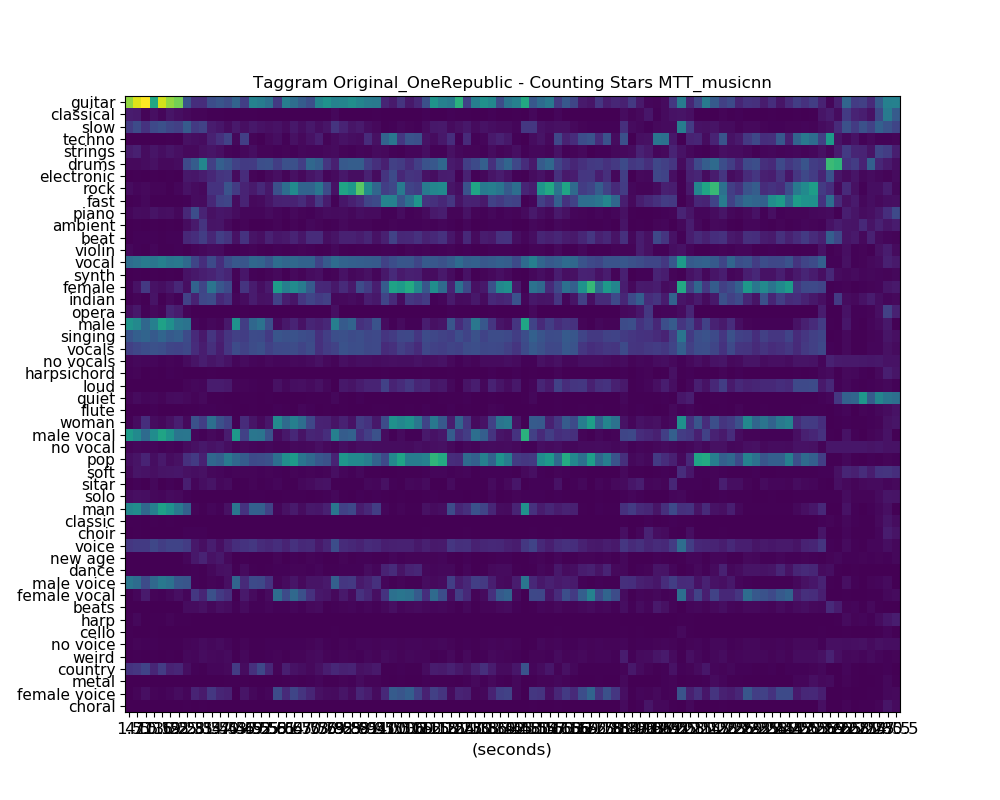 Taggram Original_OneRepublic - Counting Stars MTT_musicnn
guitar
classical
slow
techno
strings
drums
electronic
rock
fast
piano
ambient
beat
violin
vocal
synth
female
indian
opera
male
singing
vocals
no vocals
harpsichord
loud
quiet
flute
woman
male vocal
no vocal
pop
soft
sitar
solo
man
classic
choir
voice
new age
dance
male voice
female vocal
beats
harp
cello
no voice
weird
country
metal
female voice
choral
(seconds)